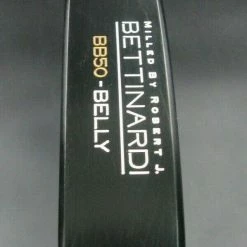 MILLED BY ROBERT J.
BETTINARDI
BB50-BELLY